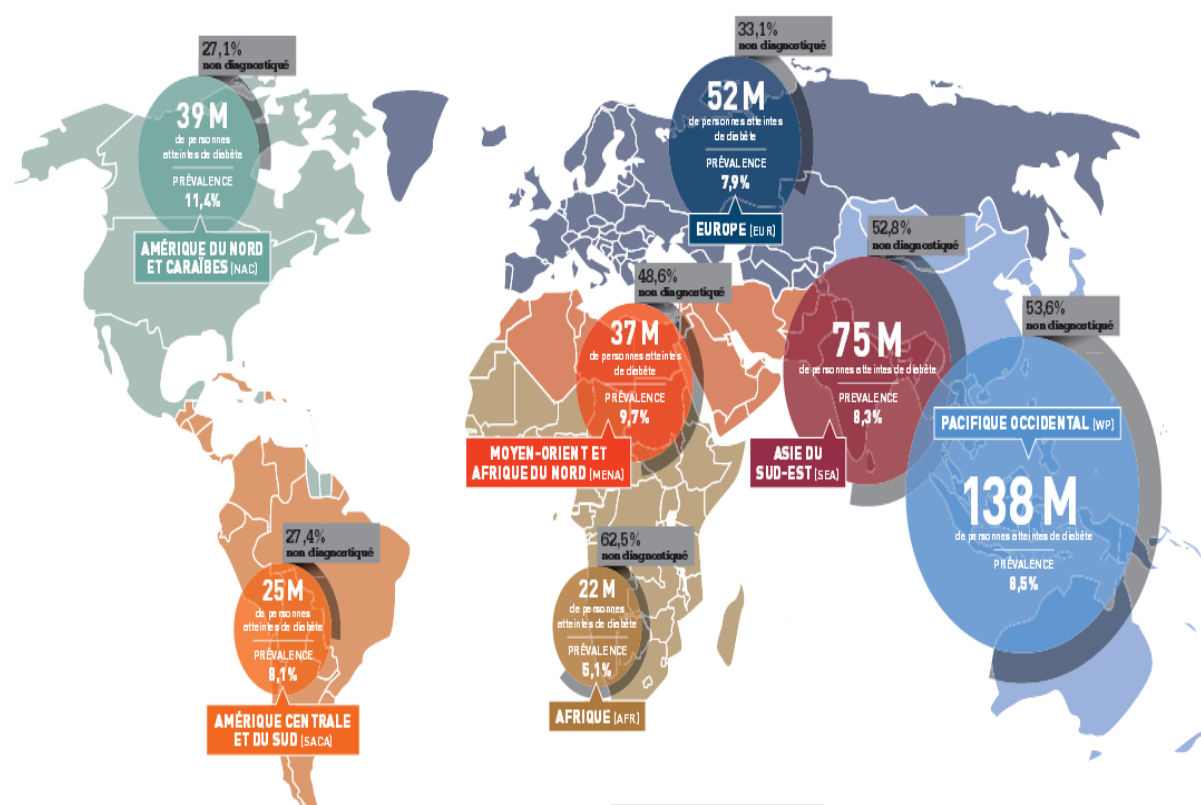 27,1%
non diagnostiqué
39 M
de personnes
atteintes de diabète
PRÉVALENCE
11,4%
AMÉRIQUE DU NORD
ET CARAÏBES (NAC)
33,1%
non diagnostiqué
52 M
de personnes atteintes
de diabète
PRÉVALENCE
7,9%
EUROPE (EUR)
48,6%
non diagnostiqué
37 M
de personnes atteintes
de diabète
PRÉVALENCE
9,7%
MOYEN-ORIENT ET
AFRIQUE DU NORD (MENA)
52,8%
non diagnostiqué
75 M
de personnes atteintes de diabète
PRÉVALENCE
8,3%
ASIE DU
SUD-EST (SEA)
53,6%
non diagnostiqué
PACIFIQUE OCCIDENTAL (WP)
138 M
de personnes atteintes de diabète
PRÉVALENCE
8,5%
27,4%
non diagnostiqué
25 M
de personnes
atteintes de diabète
PRÉVALENCE
8,1%
AMÉRIQUE CENTRALE
ET DU SUD (SACA)
62,5%
non diagnostiqué
22 M
de personnes
atteintes de diabète
PRÉVALENCE
5,1%
AFRIQUE (AFR)